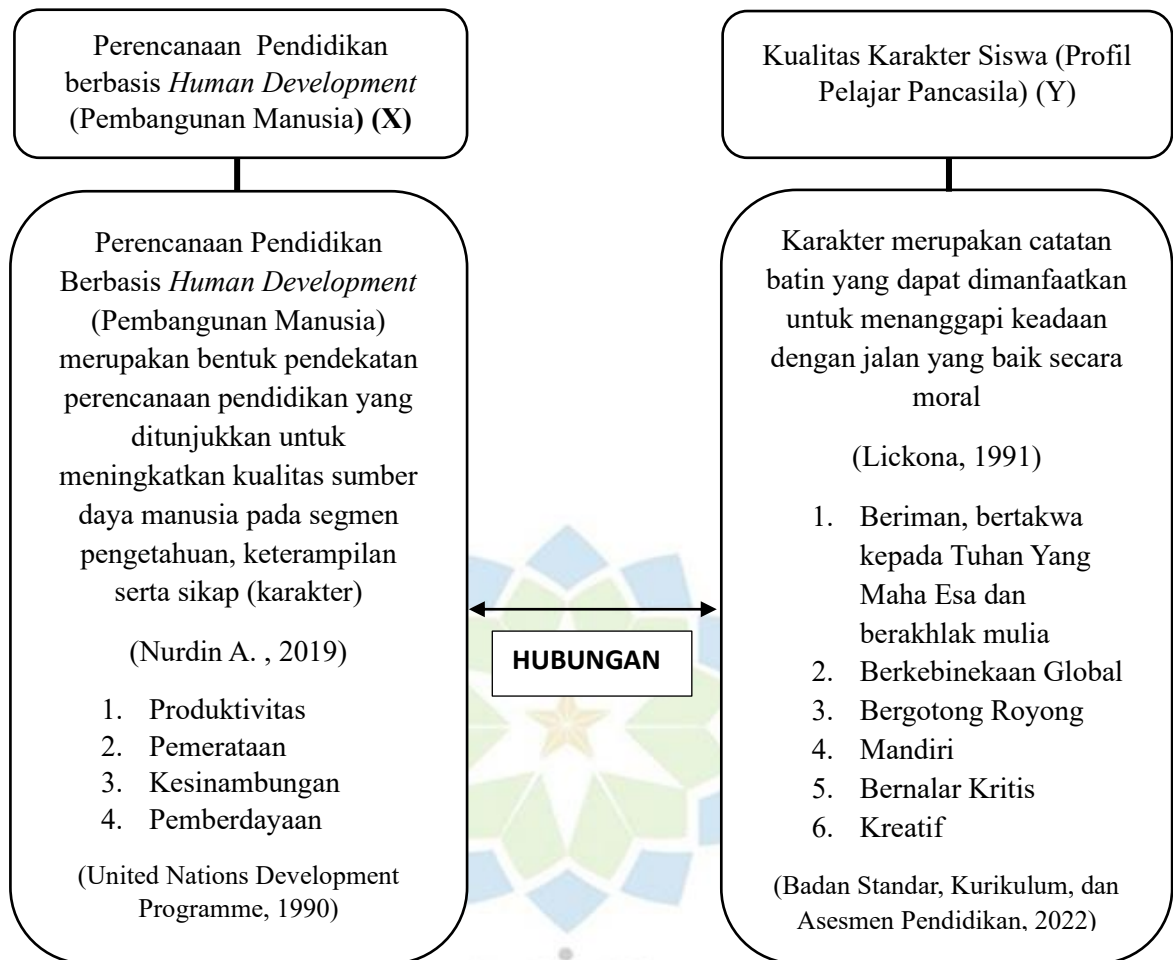 Perencanaan Pendidikan
berbasis Human Development
(Pembangunan Manusia) (X)
Kualitas Karakter Siswa (Profil
Pelajar Pancasila) (Y)
Perencanaan Pendidikan
Berbasis Human Development
(Pembangunan Manusia)
merupakan bentuk pendekatan
perencanaan pendidikan yang
ditunjukkan untuk
meningkatkan kualitas sumber
daya manusia pada segmen
pengetahuan, keterampilan
serta sikap (karakter)
(Nurdin A. , 2019)
1. Produktivitas
2. Pemerataan
3. Kesinambungan
4. Pemberdayaan
(United Nations Development
Programme, 1990)
HUBUNGAN
Karakter merupakan catatan
batin yang dapat dimanfaatkan
untuk menanggapi keadaan
dengan jalan yang baik secara
moral
(Lickona, 1991)
1. Beriman, bertakwa
kepada Tuhan Yang
Maha Esa dan
berakhlak mulia
2. Berkebinekaan Global
3. Bergotong Royong
4. Mandiri
5. Bernalar Kritis
6. Kreatif
(Badan Standar, Kurikulum, dan
Asesmen Pendidikan, 2022)